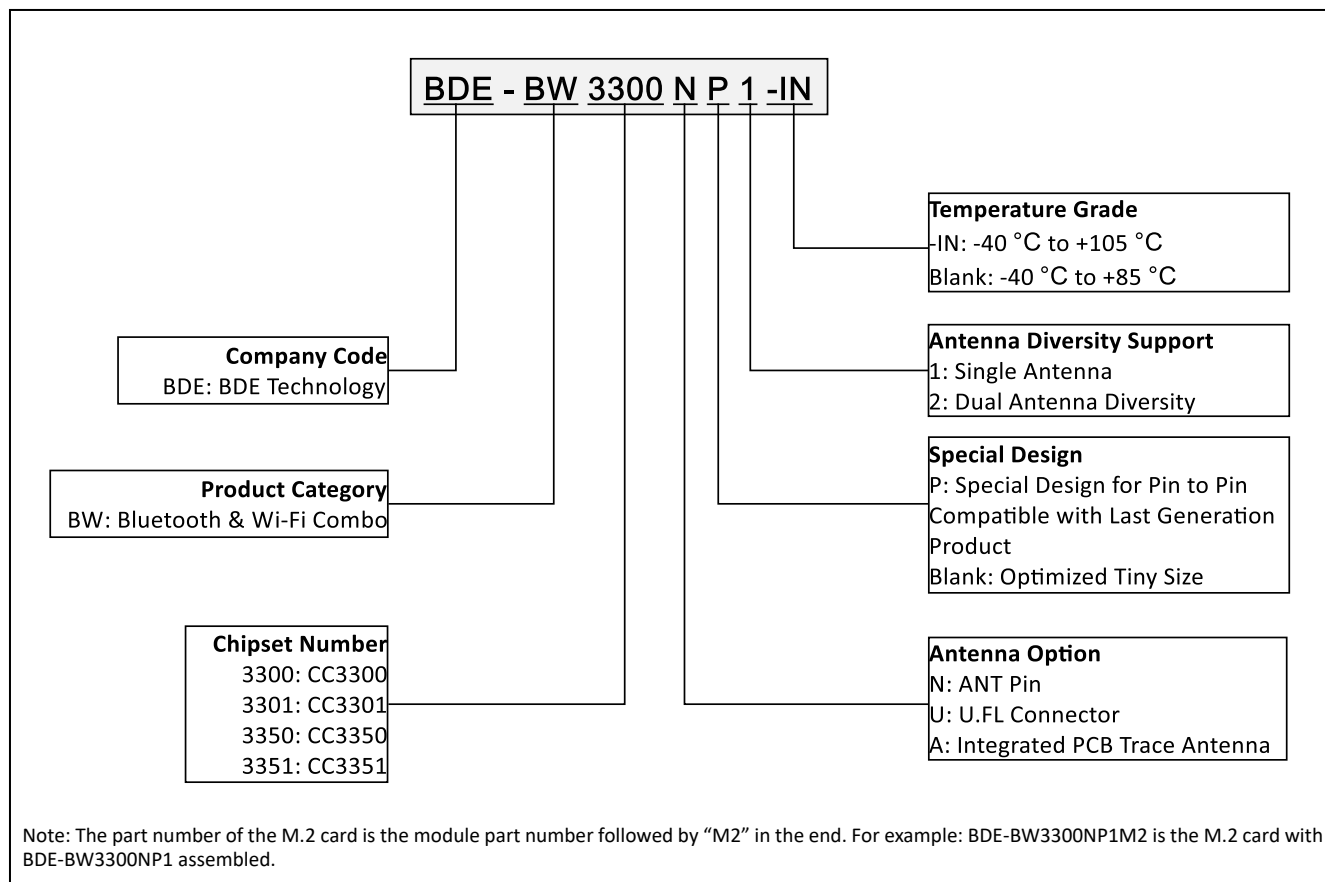 BDE - BW 3300 N P 1 -IN
Temperature Grade
-IN: -40 °C to +105 °C
Blank: -40 °C to +85 °C
Antenna Diversity Support
1: Single Antenna
2: Dual Antenna Diversity
Special Design
P: Special Design for Pin to Pin
Compatible with Last Generation
Product
Blank: Optimized Tiny Size
Antenna Option
N: ANT Pin
U: U.FL Connector
A: Integrated PCB Trace Antenna
Company Code
BDE: BDE Technology
Product Category
BW: Bluetooth & Wi-Fi Combo
Chipset Number
3300: CC3300
3301: CC3301
3350: CC3350
3351: CC3351
Note: The part number of the M.2 card is the module part number followed by “M2” in the end. For example: BDE-BW3300NP1M2 is the M.2 card with
BDE-BW3300NP1 assembled.